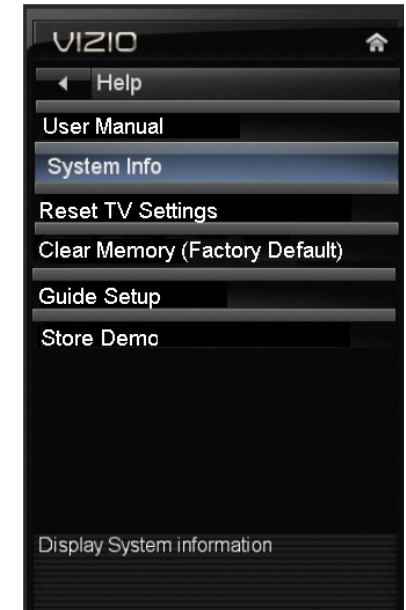 VIZIO
Help
User Manual
System Info
Reset TV Settings
Clear Memory (Factory Default)
Guide Setup
Store Demo
Display System information